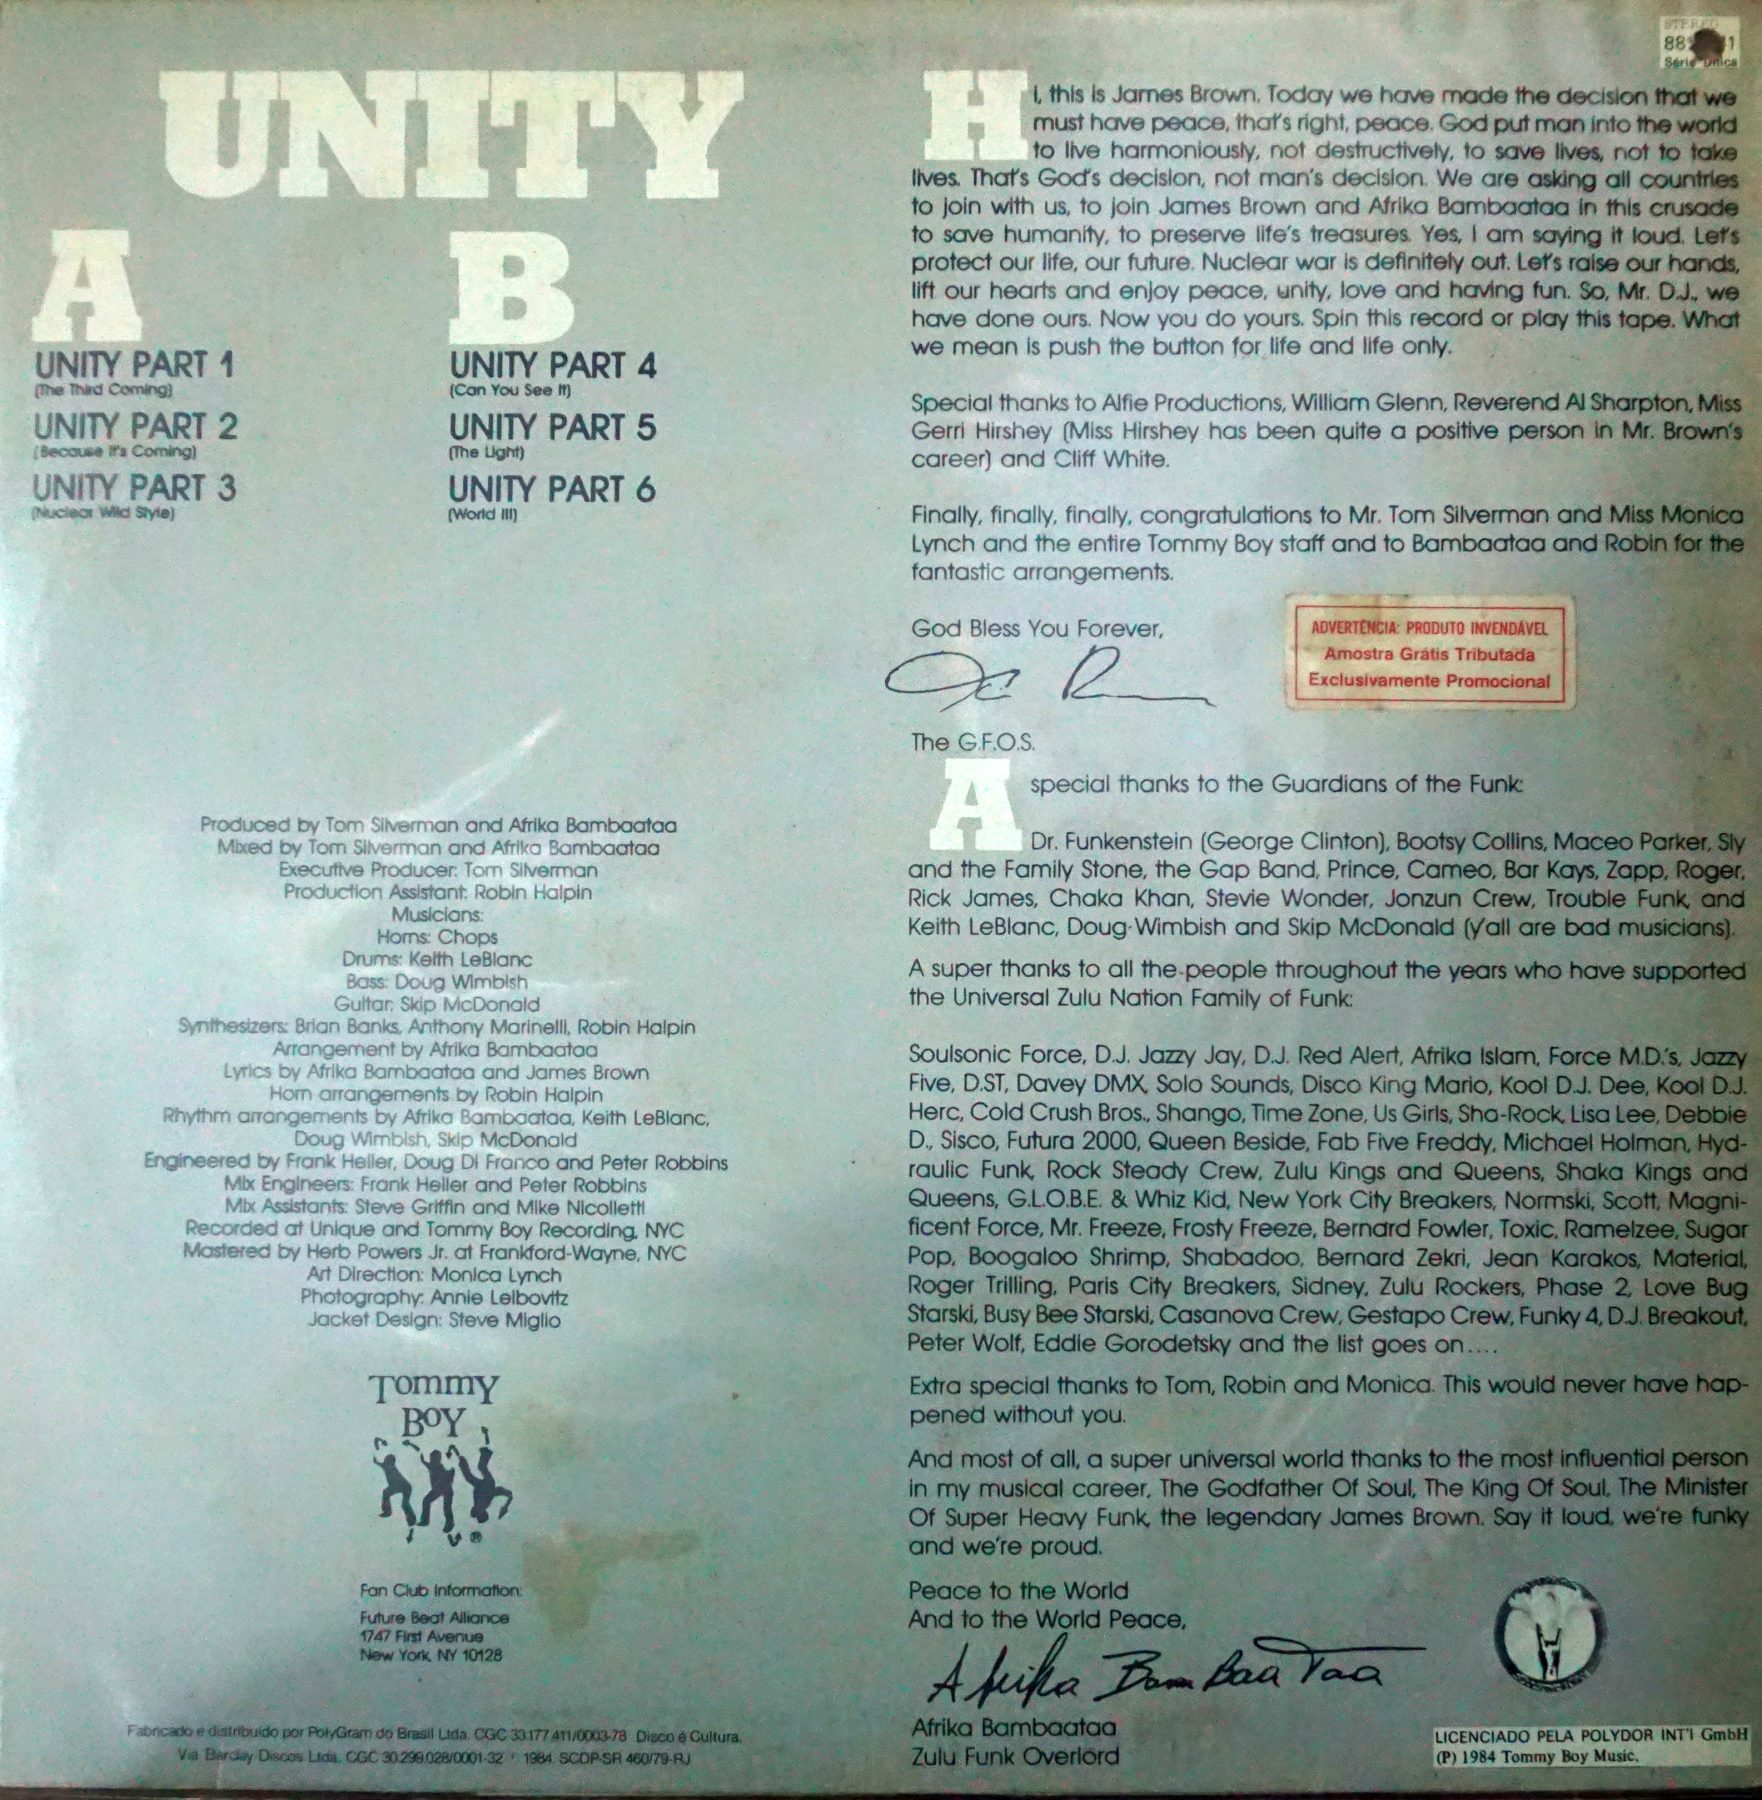 UNITY
A
UNITY PART 1
(The Third Coming)
UNITY PART 2
(Because It's Coming)
UNITY PART 3
(Nuclear Wild Style)
B
UNITY PART 4
(Can You See It)
UNITY PART 5
(The Light)
UNITY PART 6
(World III)
Produced by Tom Silverman and Afrika Bambaataa
Mixed by Tom Silverman and Afrika Bambaataa
Executive Producer: Tom Silverman
Production Assistant: Robin Halpin
Musicians:
Horns: Chops
Drums: Keith LeBlanc
Bass: Doug Wimbish
Guitar: Skip McDonald
Synthesizers: Brian Banks, Anthony Marinelli, Robin Halpin
Arrangement by Afrika Bambaataa
Lyrics by Afrika Bambaataa and James Brown
Horn arrangements by Robin Halpin
Rhythm arrangements by Afrika Bambaataa, Keith LeBlanc,
Doug Wimbish, Skip McDonald
Engineered by Frank Heller, Doug Di Franco and Peter Robbins
Mix Engineers: Frank Heller and Peter Robbins
Mix Assistants: Steve Griffin and Mike Nicolletti
Recorded at Unique and Tommy Boy Recording, NYC
Mastered by Herb Powers Jr. at Frankford-Wayne, NYC
Art Direction: Monica Lynch
Photography: Annie Leibovitz
Jacket Design: Steve Miglio
TOMMY
BOY
®
Fan Club Information:
Future Beat Alliance
1747 First Avenue
New York, NY 10128
Fabricado e distribuído por PolyGram do Brasil Ltda. CGC 33.177.411/0003-78 Disco é Cultura.
Via Barclay Discos Ltda. CGC 30.299.028/0001-32 · 1984. SCDP-SR 460/79-RJ
STEREO
88 1
Série Única
Hi, this is James Brown. Today we have made the decision that we
must have peace, that's right, peace. God put man into the world
to live harmoniously, not destructively, to save lives, not to take
lives. That's God's decision, not man's decision. We are asking all countries
to join with us, to join James Brown and Afrika Bambaataa in this crusade
to save humanity, to preserve life's treasures. Yes, I am saying it loud. Let's
protect our life, our future. Nuclear war is definitely out. Let's raise our hands,
lift our hearts and enjoy peace, unity, love and having fun. So, Mr. D.J., we
have done ours. Now you do yours. Spin this record or play this tape. What
we mean is push the button for life and life only.
Special thanks to Alfie Productions, William Glenn, Reverend Al Sharpton, Miss
Gerri Hirshey (Miss Hirshey has been quite a positive person in Mr. Brown's
career) and Cliff White.
Finally, finally, finally, congratulations to Mr. Tom Silverman and Miss Monica
Lynch and the entire Tommy Boy staff and to Bambaataa and Robin for the
fantastic arrangements.
God Bless You Forever,
The G.F.O.S.
ADVERTÊNCIA: PRODUTO INVENDÁVEL
Amostra Grátis Tributada
Exclusivamente Promocional
A special thanks to the Guardians of the Funk:
Dr. Funkenstein (George Clinton), Bootsy Collins, Maceo Parker, Sly
and the Family Stone, the Gap Band, Prince, Cameo, Bar Kays, Zapp, Roger,
Rick James, Chaka Khan, Stevie Wonder, Jonzun Crew, Trouble Funk, and
Keith LeBlanc, Doug Wimbish and Skip McDonald (y'all are bad musicians).
A super thanks to all the people throughout the years who have supported
the Universal Zulu Nation Family of Funk:
Soulsonic Force, D.J. Jazzy Jay, D.J. Red Alert, Afrika Islam, Force M.D.'s, Jazzy
Five, D.ST, Davey DMX, Solo Sounds, Disco King Mario, Kool D.J. Dee, Kool D.J.
Herc, Cold Crush Bros., Shango, Time Zone, Us Girls, Sha-Rock, Lisa Lee, Debbie
D., Sisco, Futura 2000, Queen Beside, Fab Five Freddy, Michael Holman, Hyd-
raulic Funk, Rock Steady Crew, Zulu Kings and Queens, Shaka Kings and
Queens, G.L.O.B.E. & Whiz Kid, New York City Breakers, Normski, Scott, Magni-
ficent Force, Mr. Freeze, Frosty Freeze, Bernard Fowler, Toxic, Ramelzee, Sugar
Pop, Boogaloo Shrimp, Shabadoo, Bernard Zekri, Jean Karakos, Material,
Roger Trilling, Paris City Breakers, Sidney, Zulu Rockers, Phase 2, Love Bug
Starski, Busy Bee Starski, Casanova Crew, Gestapo Crew, Funky 4, D.J. Breakout,
Peter Wolf, Eddie Gorodetsky and the list goes on....
Extra special thanks to Tom, Robin and Monica. This would never have hap-
pened without you.
And most of all, a super universal world thanks to the most influential person
in my musical career, The Godfather Of Soul, The King Of Soul, The Minister
Of Super Heavy Funk, the legendary James Brown. Say it loud, we're funky
and we're proud.
Peace to the World
And to the World Peace,
Afrika Bambaataa
Afrika Bambaataa
Zulu Funk Overlord
LICENCIADO PELA POLYDOR INT'l GmbH
(P) 1984 Tommy Boy Music.